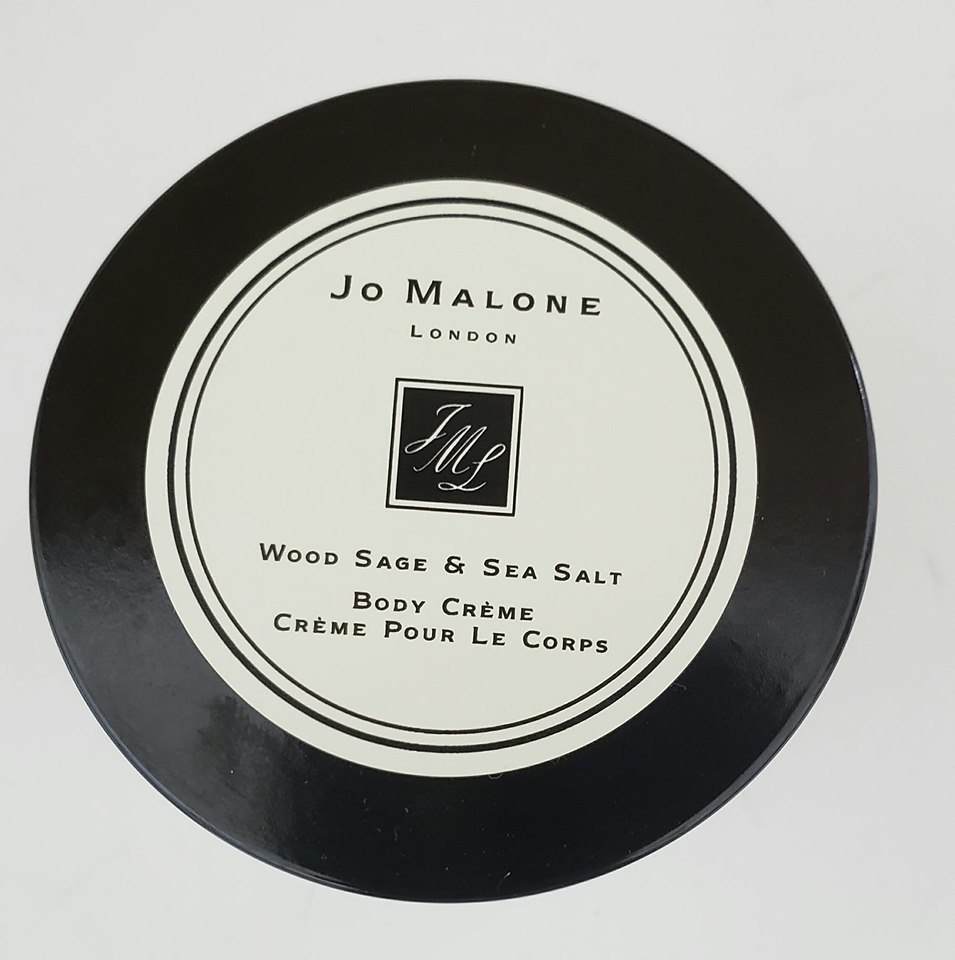 Jo Malone
London
JML
Wood Sage & Sea Salt
Body Crème
Crème Pour Le Corps